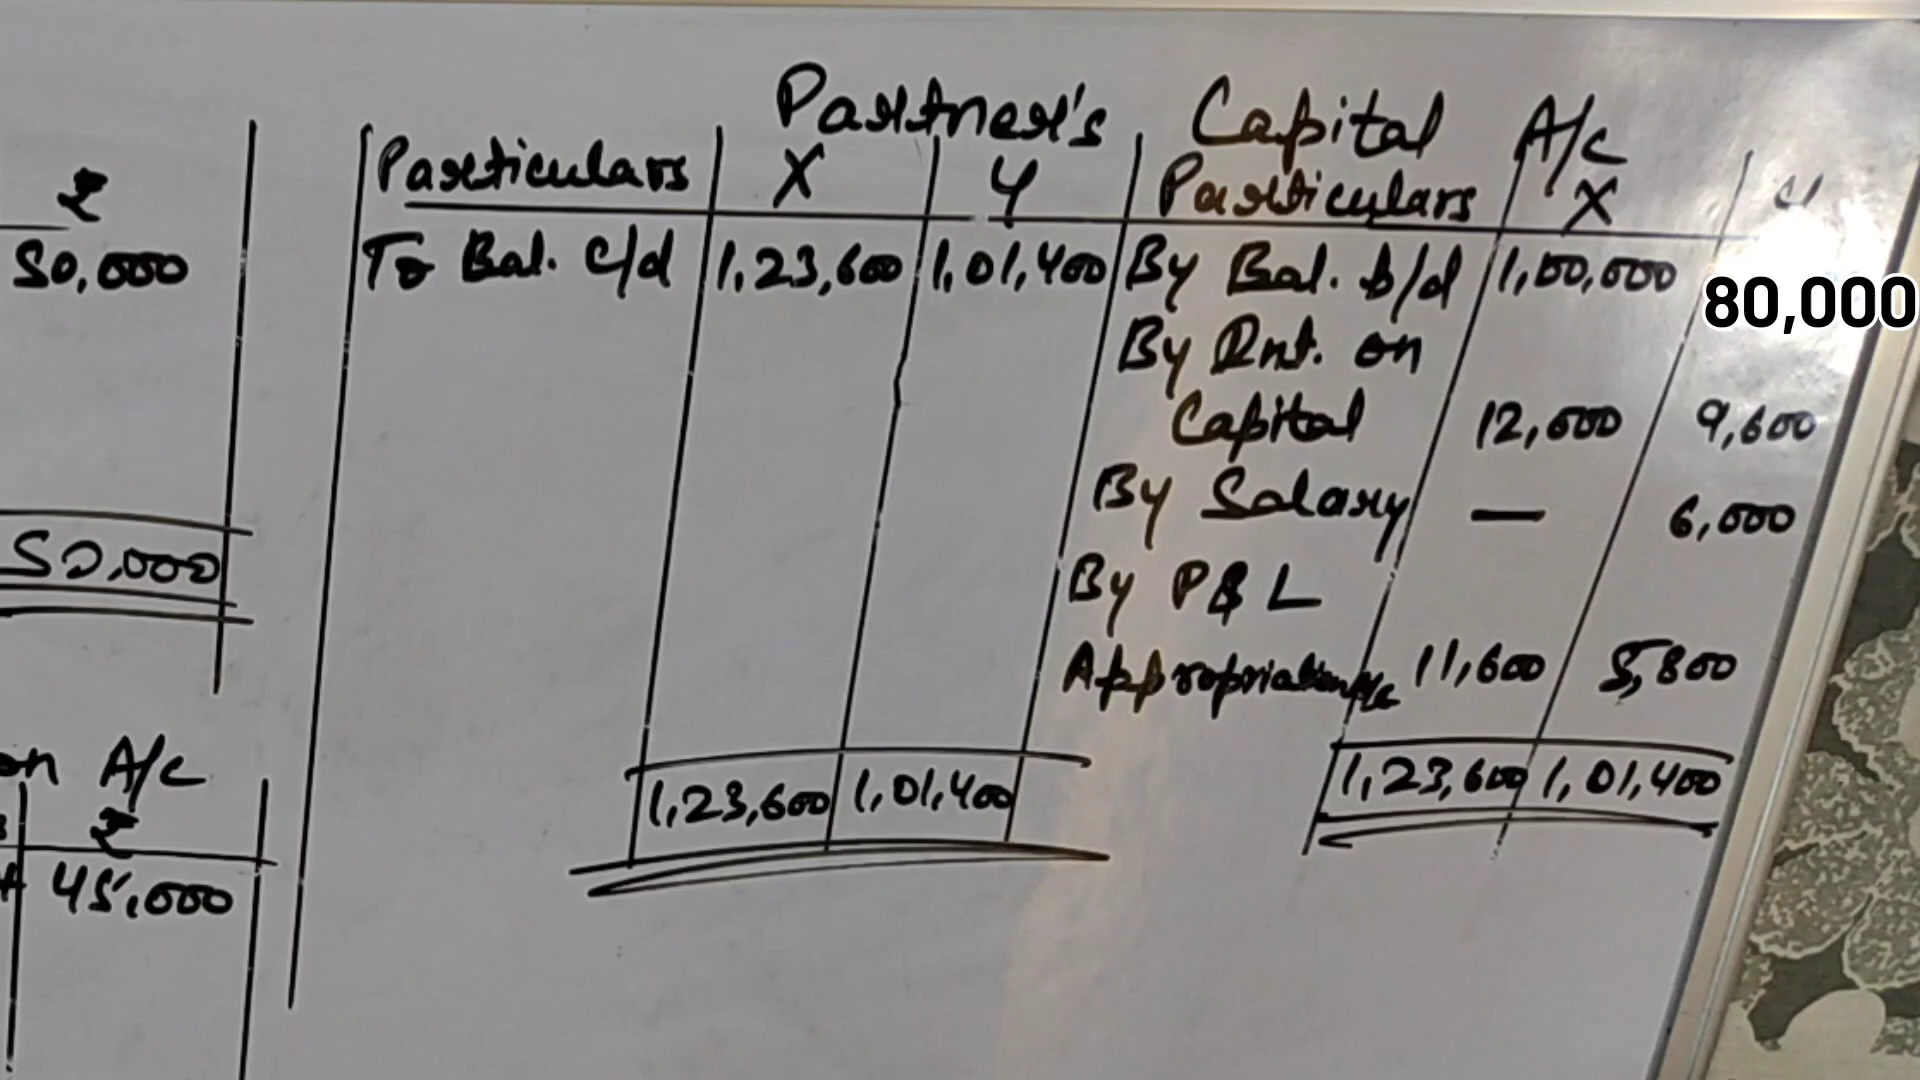 Partner's Capital A/c
Particulars X Y Particulars X Y
To Bal. c/d 1,23,600 1,01,400 By Bal. b/d 1,00,000 80,000
By Int. on
Capital 12,000 9,600
By Salary — 6,000
By P&L
Appropriation A/c 11,600 5,800
1,23,600 1,01,400 1,23,600 1,01,400
₹
50,000
50,000
on A/c
₹
45,000